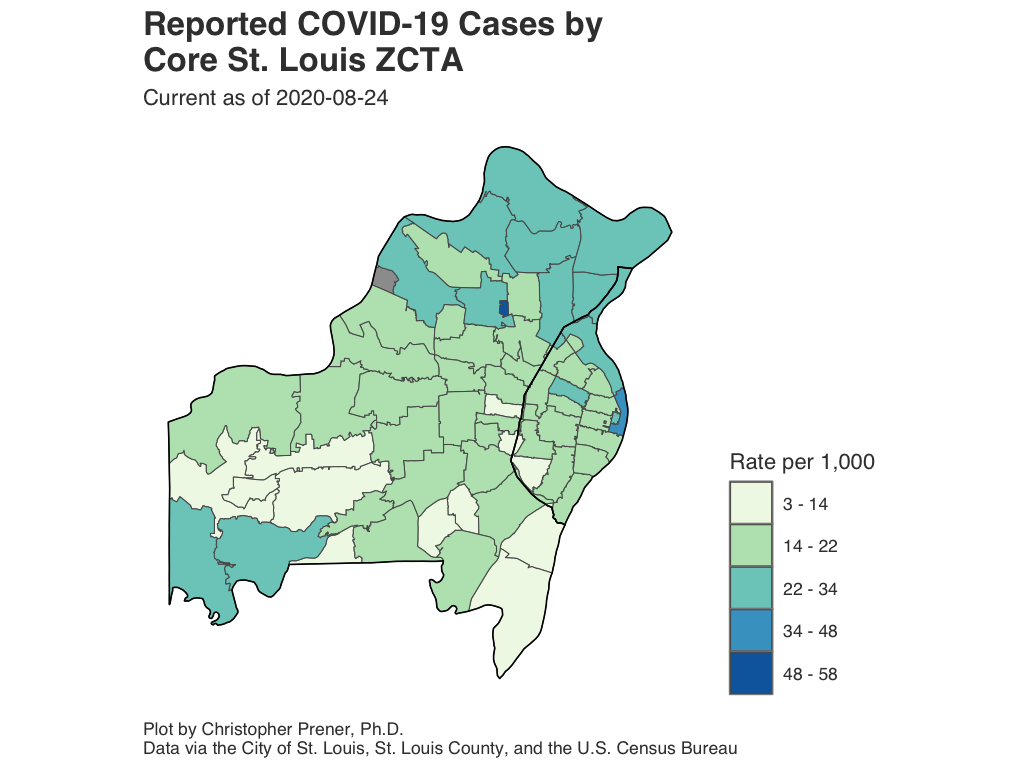 Reported COVID-19 Cases by
Core St. Louis ZCTA
Current as of 2020-08-24
Rate per 1,000
3 - 14
14 - 22
22 - 34
34 - 48
48 - 58
Plot by Christopher Prener, Ph.D.
Data via the City of St. Louis, St. Louis County, and the U.S. Census Bureau